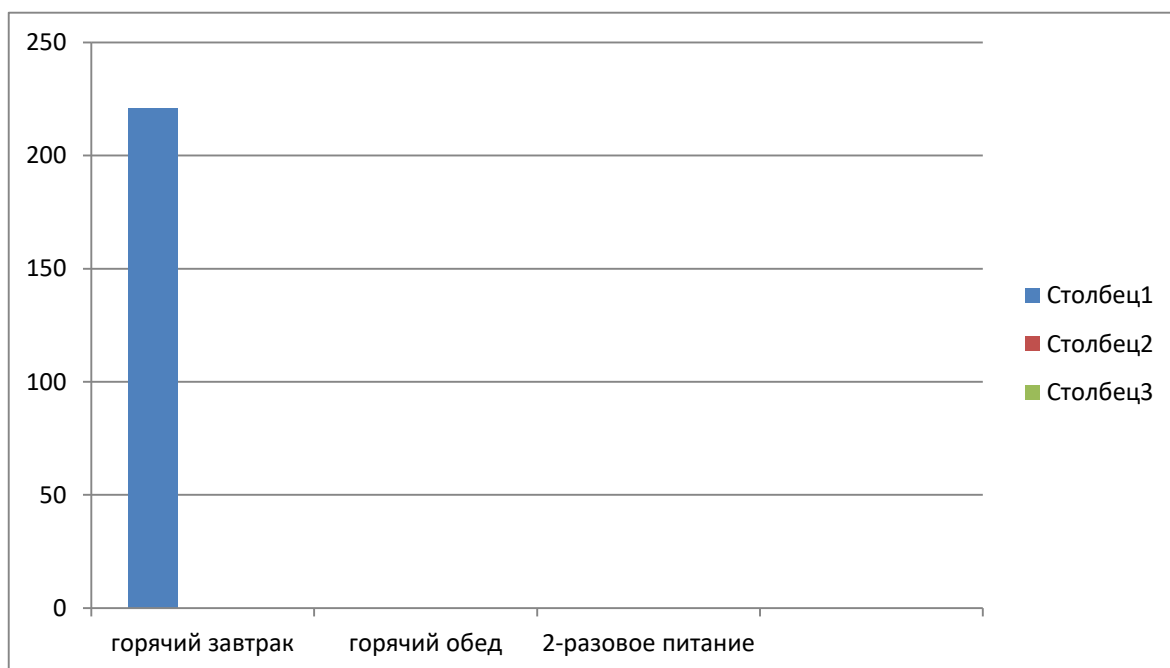 250
200
150
100
50
0
горячий завтрак
горячий обед
2-разовое питание
Столбец1
Столбец2
Столбец3